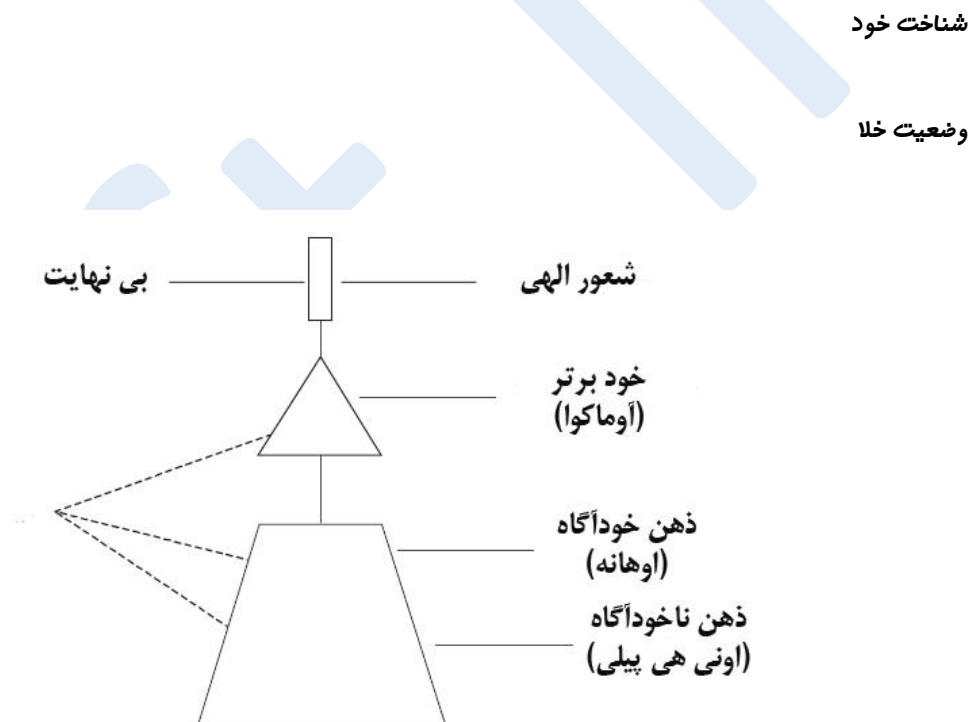 شناخت خود
وضعیت خلا
شعور الهی
بی نهایت
خود برتر
(آوماکوا)
ذهن خودآگاه
(اوهانه)
ذهن ناخودآگاه
(اونی هی پیلی)